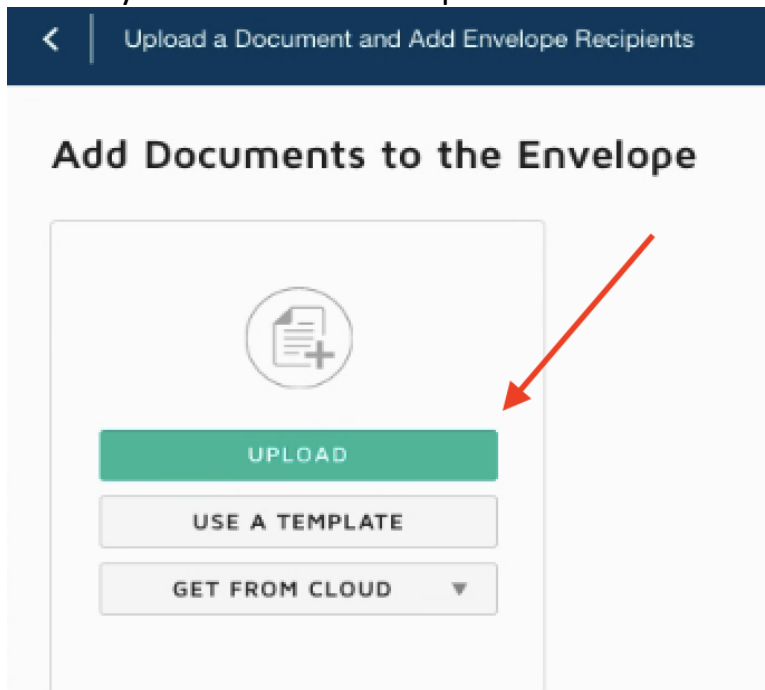 Upload a Document and Add Envelope Recipients
Add Documents to the Envelope
UPLOAD
USE A TEMPLATE
GET FROM CLOUD